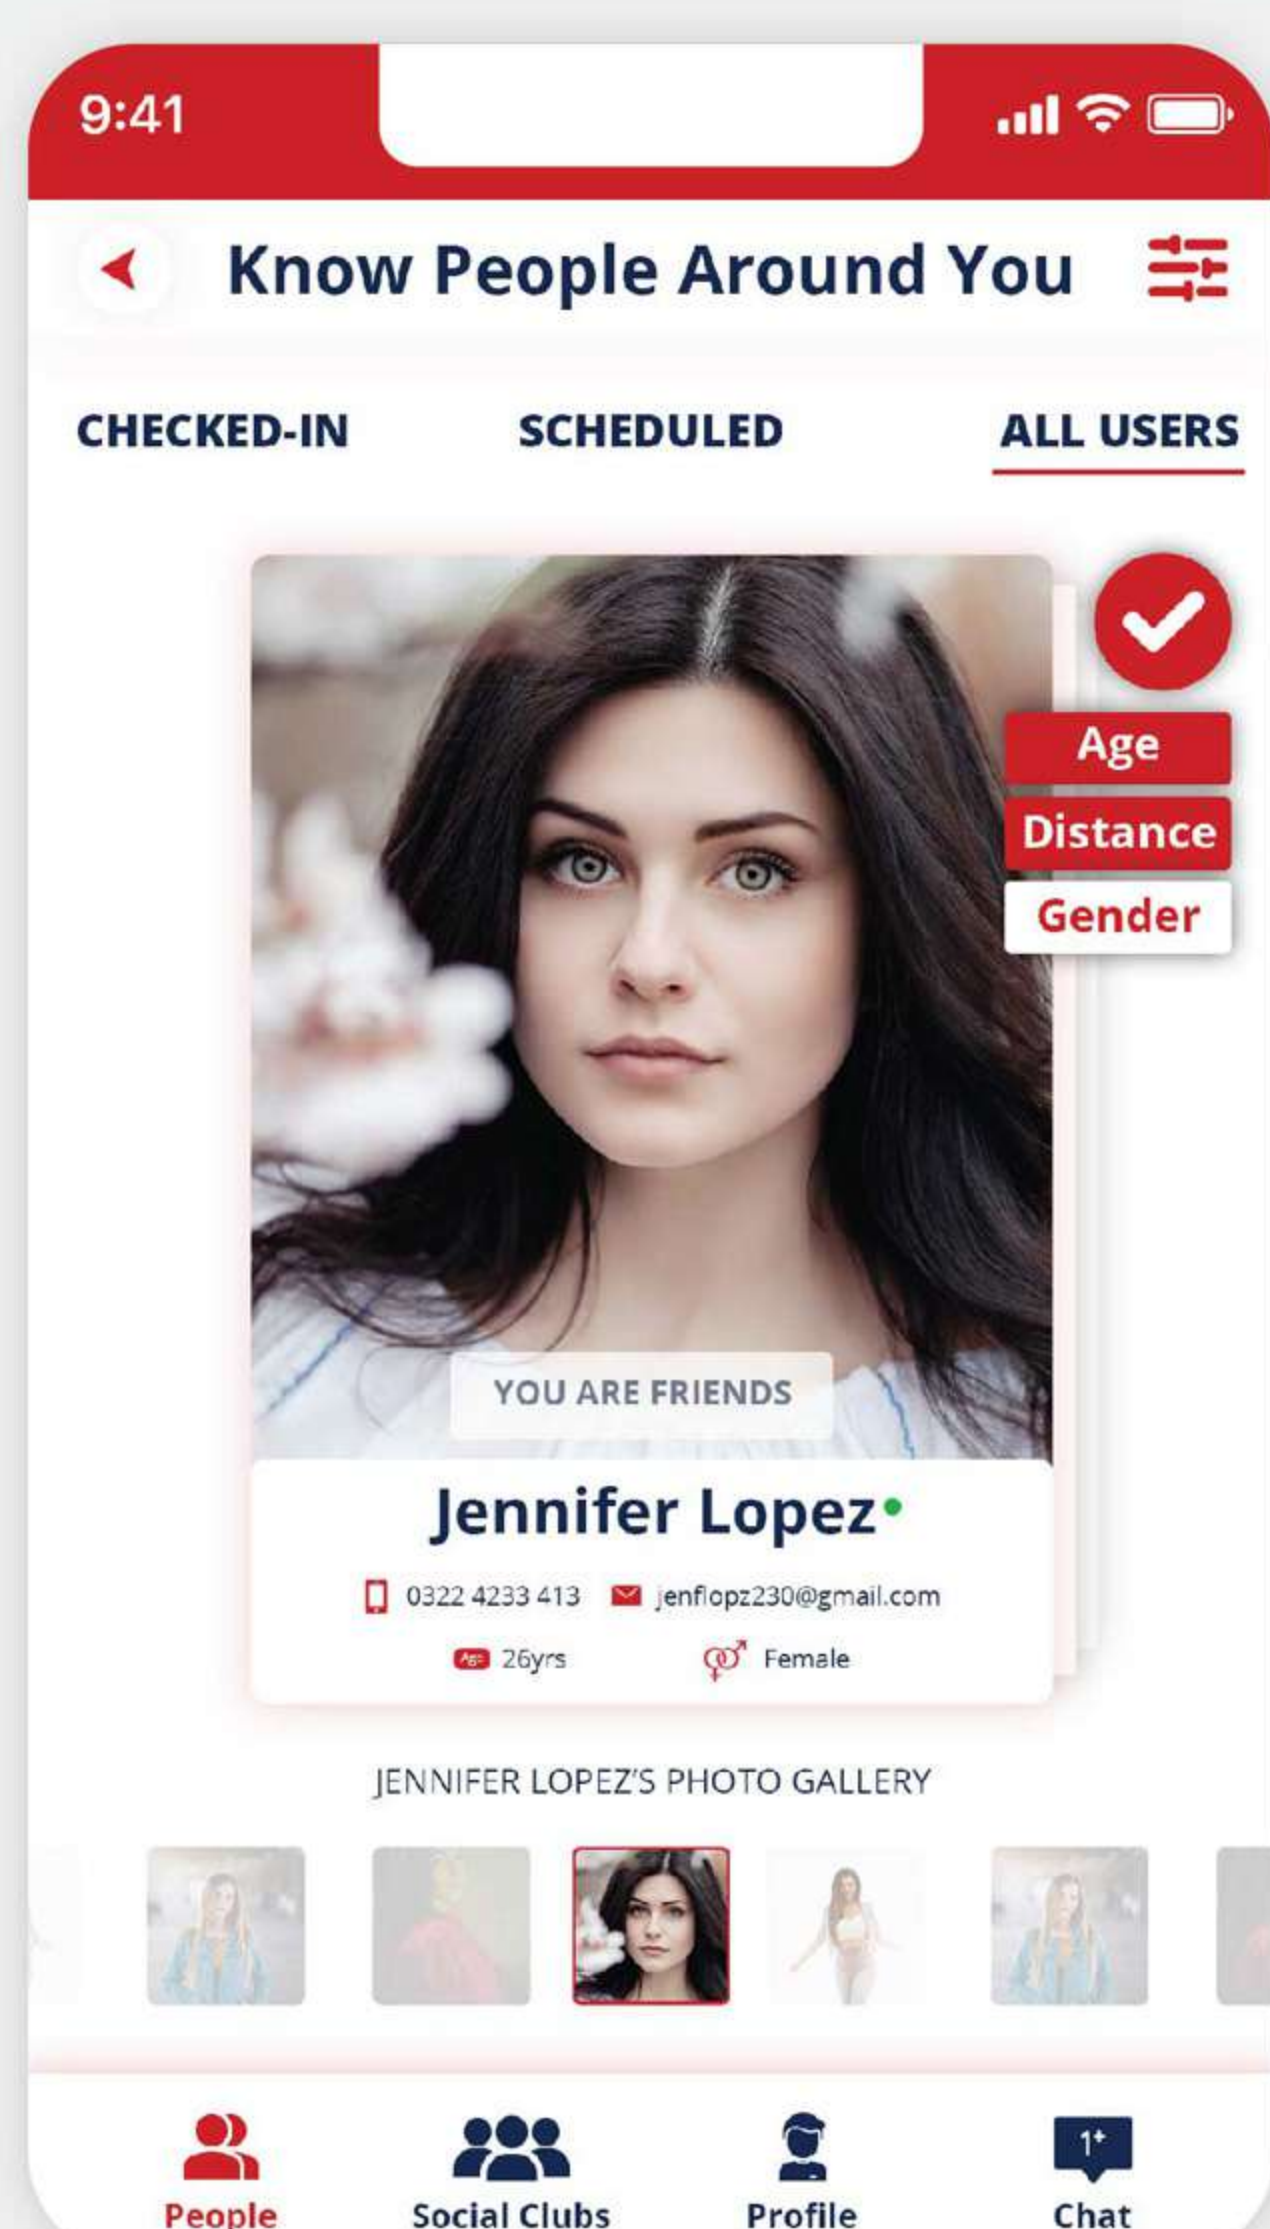 9:41
Know People Around You
CHECKED-IN SCHEDULED ALL USERS
Age
Distance
Gender
YOU ARE FRIENDS
Jennifer Lopez
0322 4233 413 jenflopz230@gmail.com
Age 26yrs Female
JENNIFER LOPEZ'S PHOTO GALLERY
1+
People Social Clubs Profile Chat